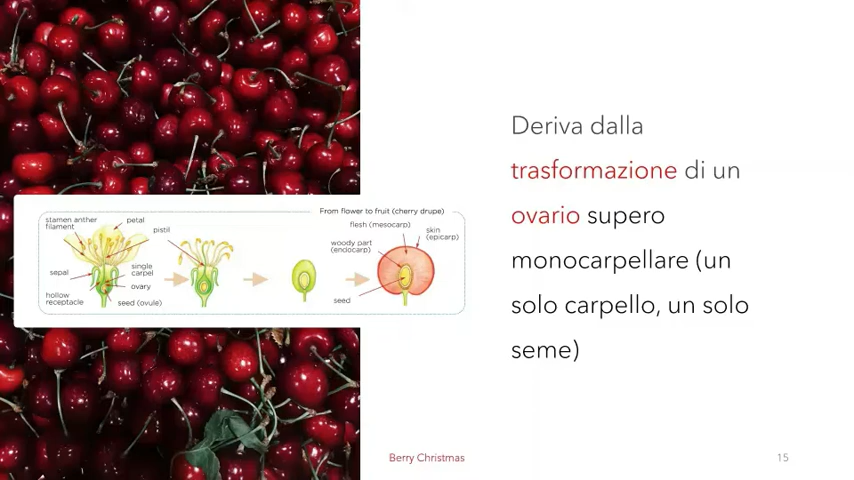 Deriva dalla
trasformazione di un
ovario supero
monocarpellare (un
solo carpello, un solo
seme)
From flower to fruit (cherry drupe)
stamen anther
filament
petal
pistil
sepal
single
carpel
ovary
hollow
receptacle
seed (ovule)
flesh (mesocarp)
skin
(epicarp)
woody part
(endocarp)
seed
Berry Christmas
15